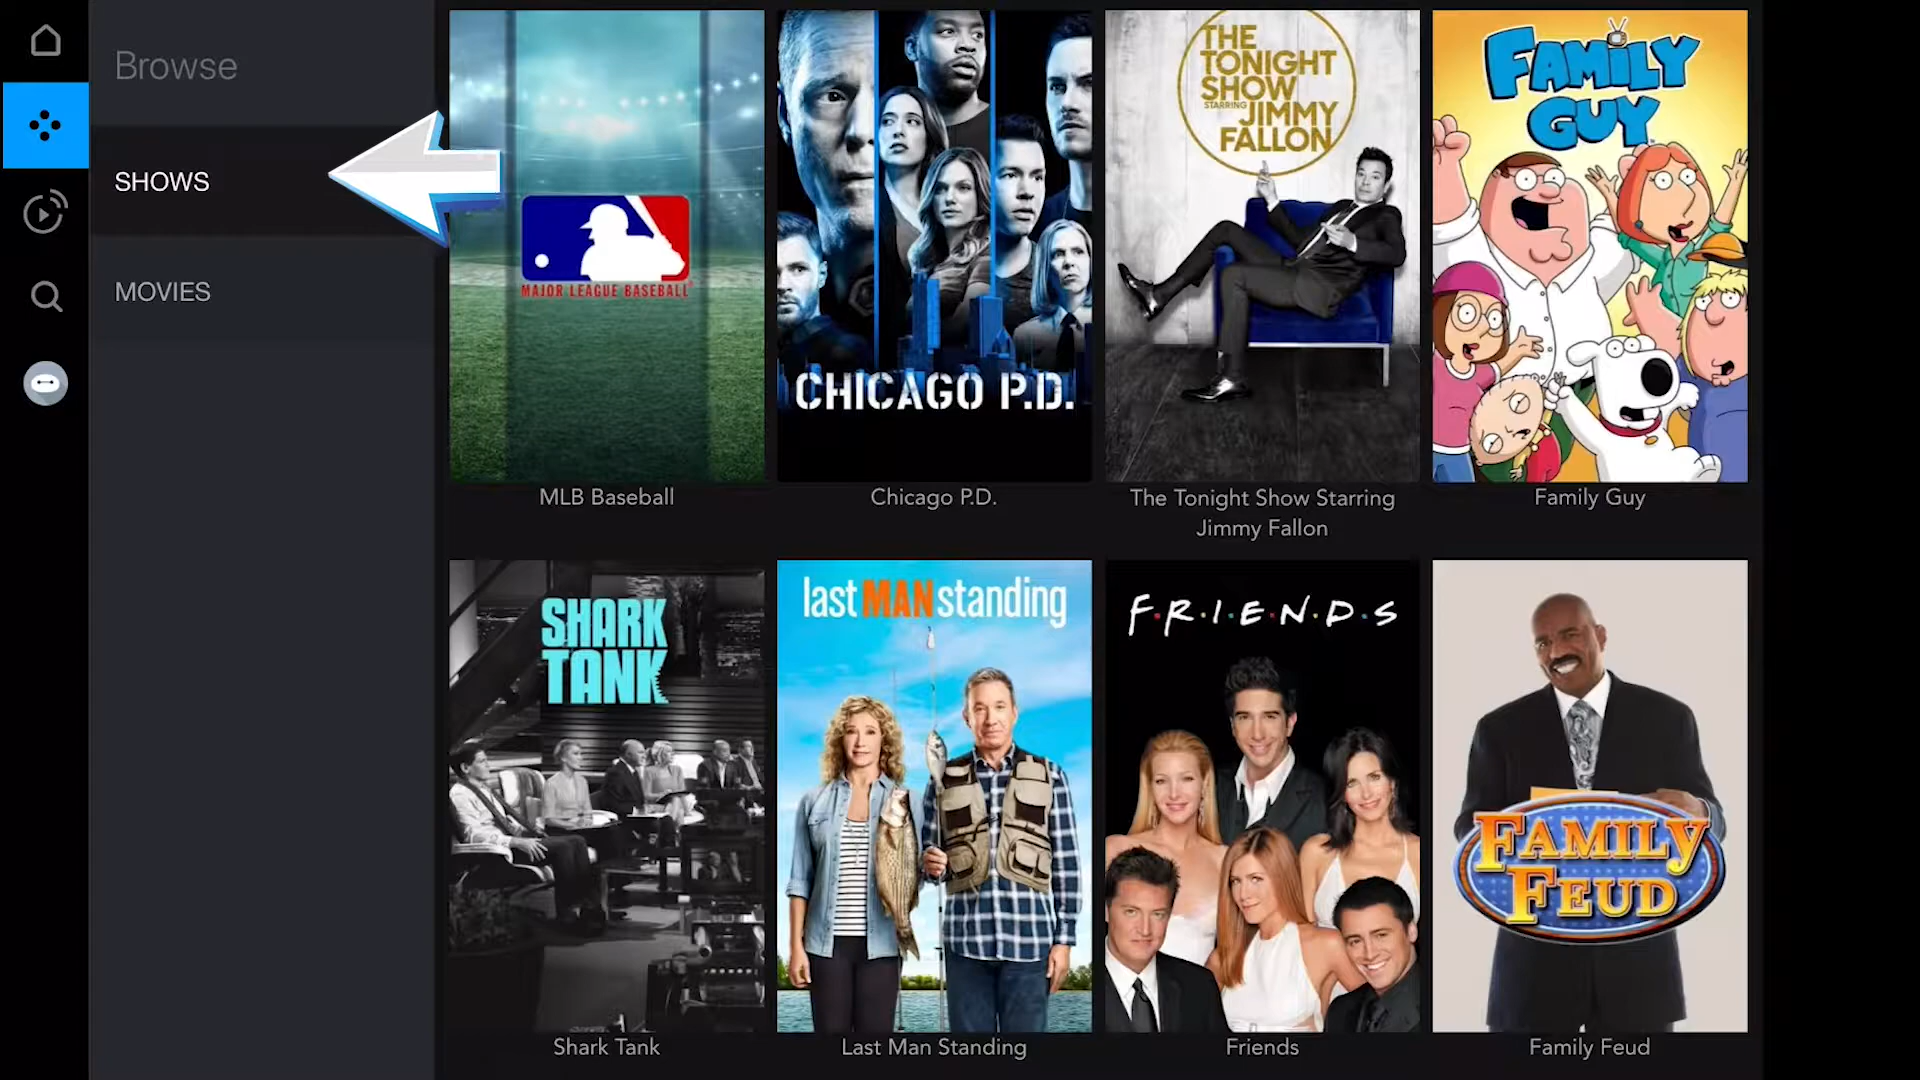 Browse
SHOWS
MOVIES
MAJOR LEAGUE BASEBALL
MLB Baseball
CHICAGO P.D.
Chicago P.D.
THE
TONIGHT
SHOW
STARRING
JIMMY
FALLON
The Tonight Show Starring
Jimmy Fallon
FAMILY
GUY
Family Guy
SHARK
TANK
Shark Tank
last MAN standing
Last Man Standing
F·R·I·E·N·D·S
Friends
FAMILY
FEUD
Family Feud